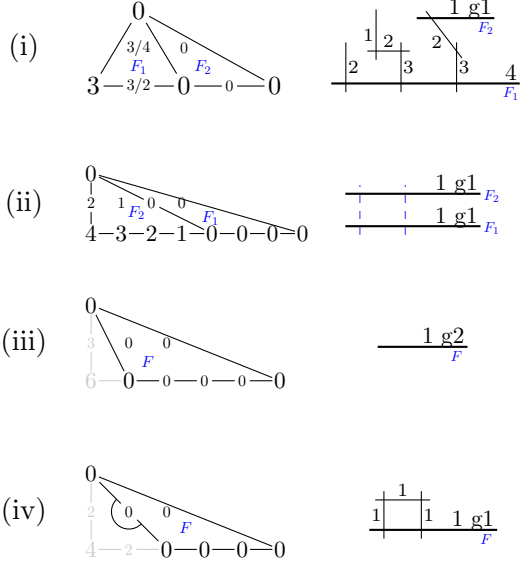 (i)
0
3/4 0
F₁ F₂
3 3/2 0 0 0
1 g1
F₂
1 2 2
2 3 3
4
F₁
(ii)
0
2 1 0 0
F₂ F₁
4 3 2 1 0 0 0 0
1 g1
F₂
1 g1
F₁
(iii)
0
3 0 0
F
6 0 0 0 0 0
1 g2
F
(iv)
0
2 0 0
F
4 2 0 0 0 0
1
1 1 1 g1
F